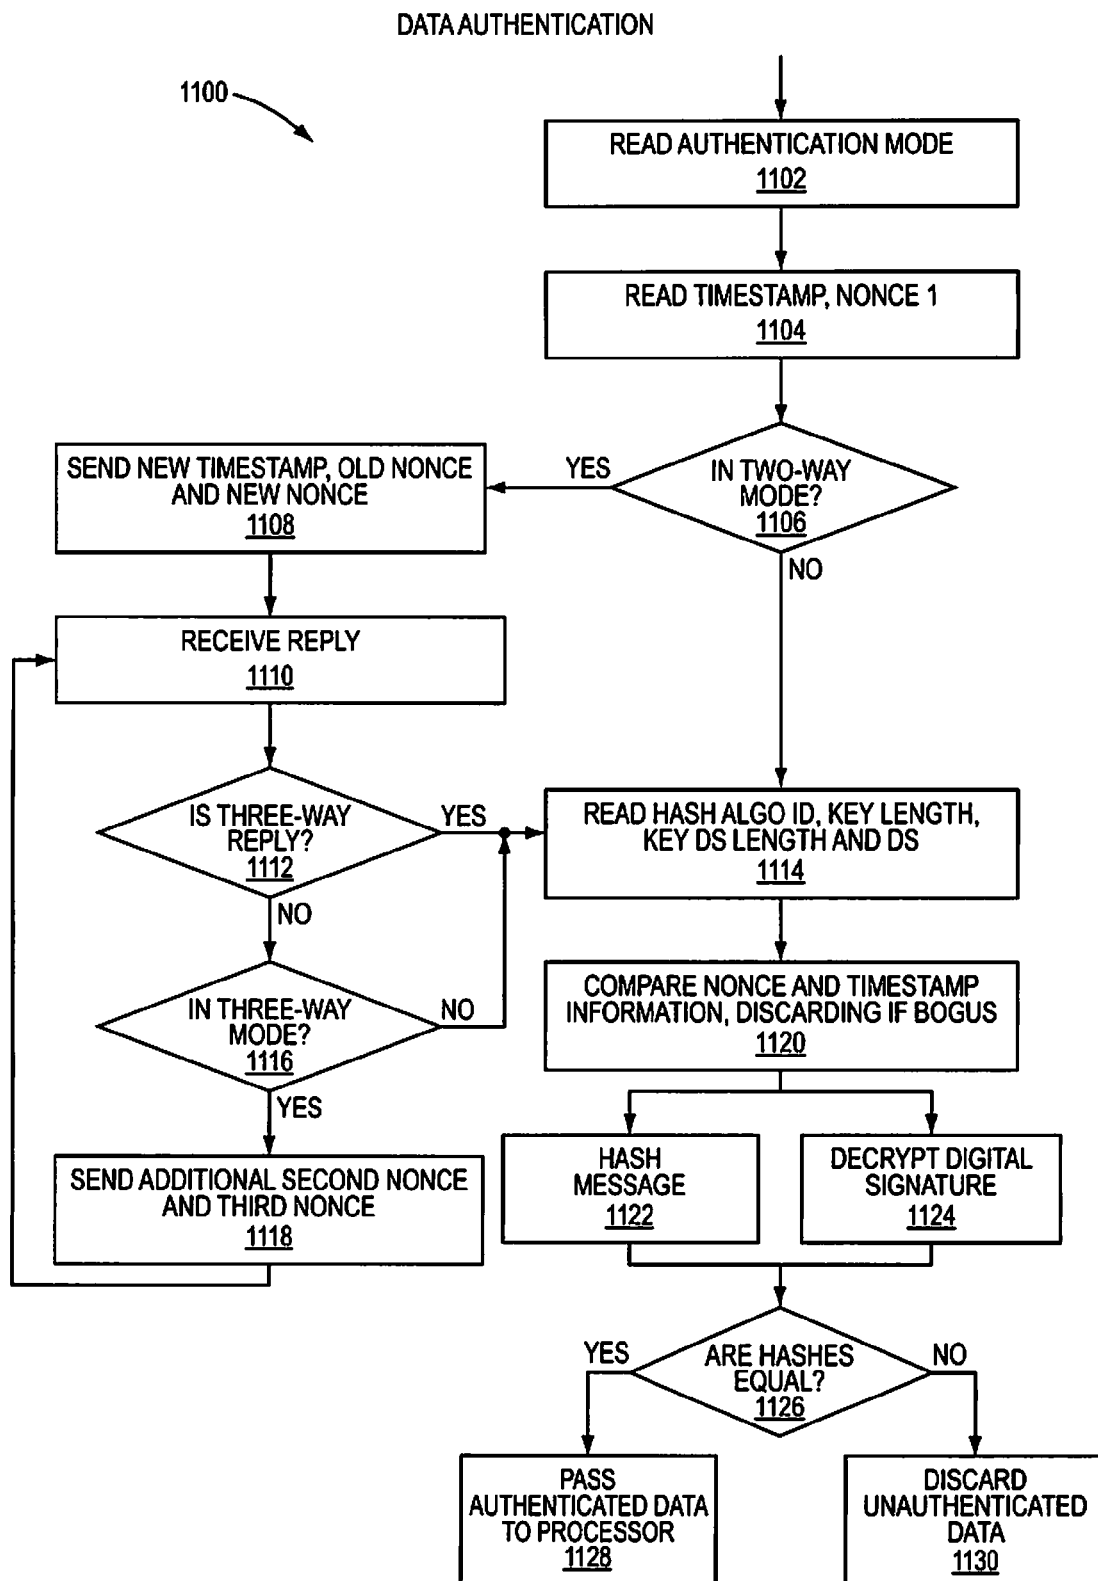 DATA AUTHENTICATION
1100
READ AUTHENTICATION MODE
1102
READ TIMESTAMP, NONCE 1
1104
IN TWO-WAY
MODE?
1106
YES
NO
SEND NEW TIMESTAMP, OLD NONCE
AND NEW NONCE
1108
RECEIVE REPLY
1110
IS THREE-WAY
REPLY?
1112
YES
NO
READ HASH ALGO ID, KEY LENGTH,
KEY DS LENGTH AND DS
1114
IN THREE-WAY
MODE?
1116
NO
YES
COMPARE NONCE AND TIMESTAMP
INFORMATION, DISCARDING IF BOGUS
1120
SEND ADDITIONAL SECOND NONCE
AND THIRD NONCE
1118
HASH
MESSAGE
1122
DECRYPT DIGITAL
SIGNATURE
1124
ARE HASHES
EQUAL?
1126
YES
NO
PASS
AUTHENTICATED DATA
TO PROCESSOR
1128
DISCARD
UNAUTHENTICATED
DATA
1130